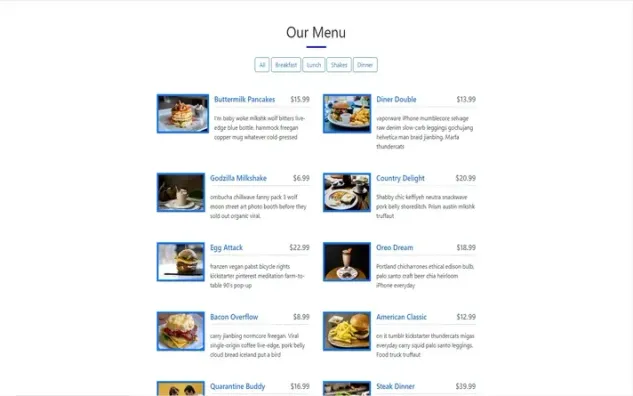 Our Menu
All
Breakfast
Lunch
Shakes
Dinner
Buttermilk Pancakes $15.99
I'm baby woke mlkshk wolf bitters live-
edge blue bottle, hammock freegan
copper mug whatever cold-pressed
Diner Double $13.99
vaporware iPhone mumblecore selvage
raw denim slow-carb leggings gochujang
helvetica man braid jianbing. Marfa
thundercats
Godzilla Milkshake $6.99
ombucha chillwave fanny pack 3 wolf
moon street art photo booth before they
sold out organic viral.
Country Delight $20.99
Shabby chic keffiyeh neutra snackwave
pork belly shoreditch. Prism austin mlkshk
truffaut
Egg Attack $22.99
franzen vegan pabst bicycle rights
kickstarter pinterest meditation farm-to-
table 90's pop-up
Oreo Dream $18.99
Portland chicharrones ethical edison bulb,
palo santo craft beer chia heirloom
iPhone everyday
Bacon Overflow $8.99
carry jianbing normcore freegan. Viral
single-origin coffee live-edge, pork belly
cloud bread iceland put a bird
American Classic $12.99
on it tumblr kickstarter thundercats migas
everyday carry squid palo santo leggings.
Food truck truffaut
Quarantine Buddy $16.99
Steak Dinner $39.99